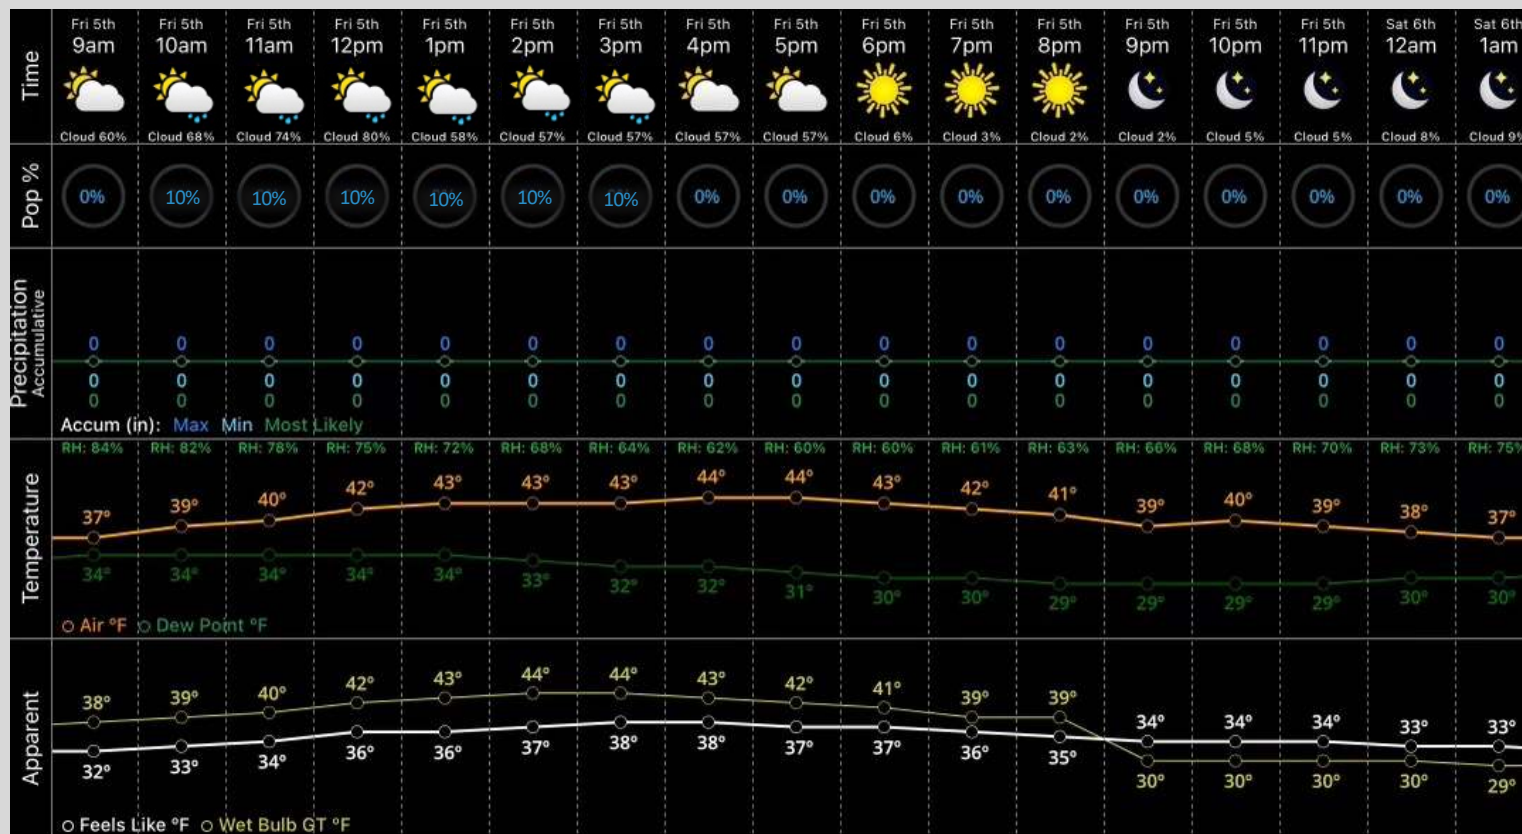 Fri 5th Fri 5th Fri 5th Fri 5th Fri 5th Fri 5th Fri 5th Fri 5th Fri 5th Fri 5th Fri 5th Fri 5th Fri 5th Fri 5th Fri 5th Sat 6th Sat 6th
Time 9am 10am 11am 12pm 1pm 2pm 3pm 4pm 5pm 6pm 7pm 8pm 9pm 10pm 11pm 12am 1am
Cloud 60% Cloud 68% Cloud 74% Cloud 80% Cloud 58% Cloud 57% Cloud 57% Cloud 57% Cloud 57% Cloud 6% Cloud 3% Cloud 2% Cloud 2% Cloud 5% Cloud 5% Cloud 8% Cloud 9%
Pop % 0% 10% 10% 10% 10% 10% 10% 0% 0% 0% 0% 0% 0% 0% 0% 0% 0%
Precipitation
Accumulative
0 0 0 0 0 0 0 0 0 0 0 0 0 0 0 0 0
0 0 0 0 0 0 0 0 0 0 0 0 0 0 0 0 0
0 0 0 0 0 0 0 0 0 0 0 0 0 0 0 0 0
Accum (in): Max Min Most Likely
RH: 84% RH: 82% RH: 78% RH: 75% RH: 72% RH: 68% RH: 64% RH: 62% RH: 60% RH: 60% RH: 61% RH: 63% RH: 66% RH: 68% RH: 70% RH: 73% RH: 75%
Temperature
37° 39° 40° 42° 43° 43° 43° 44° 44° 43° 42° 41° 39° 40° 39° 38° 37°
34° 34° 34° 34° 34° 33° 32° 32° 31° 30° 30° 29° 29° 29° 29° 30° 30°
Air °F Dew Point °F
Apparent
38° 39° 40° 42° 43° 44° 44° 43° 42° 41° 39° 39° 34° 34° 34° 33° 33°
32° 33° 34° 36° 36° 37° 38° 38° 37° 37° 36° 35° 30° 30° 30° 30° 29°
Feels Like °F Wet Bulb GT °F